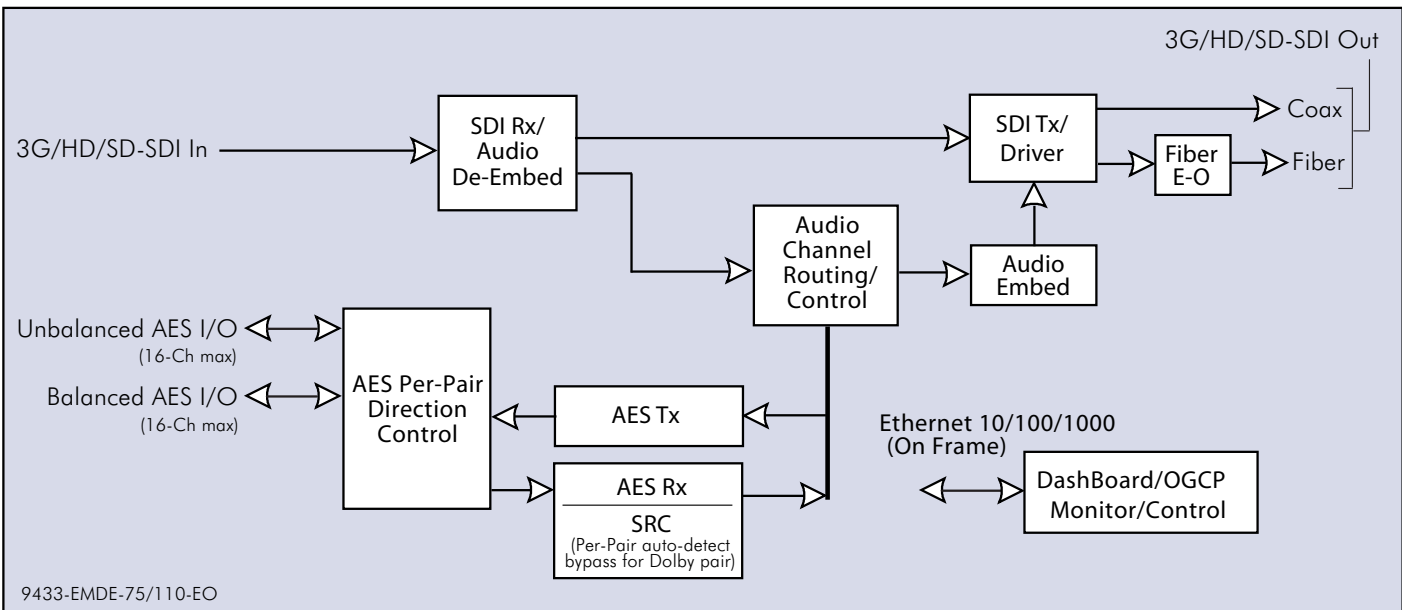 3G/HD/SD-SDI Out
3G/HD/SD-SDI In
SDI Rx/
Audio
De-Embed
SDI Tx/
Driver
Coax
Fiber
E-O
Fiber
Audio
Channel
Routing/
Control
Audio
Embed
Unbalanced AES I/O
(16-Ch max)
Balanced AES I/O
(16-Ch max)
AES Per-Pair
Direction
Control
AES Tx
AES Rx
SRC
(Per-Pair auto-detect
bypass for Dolby pair)
Ethernet 10/100/1000
(On Frame)
DashBoard/OGCP
Monitor/Control
9433-EMDE-75/110-EO